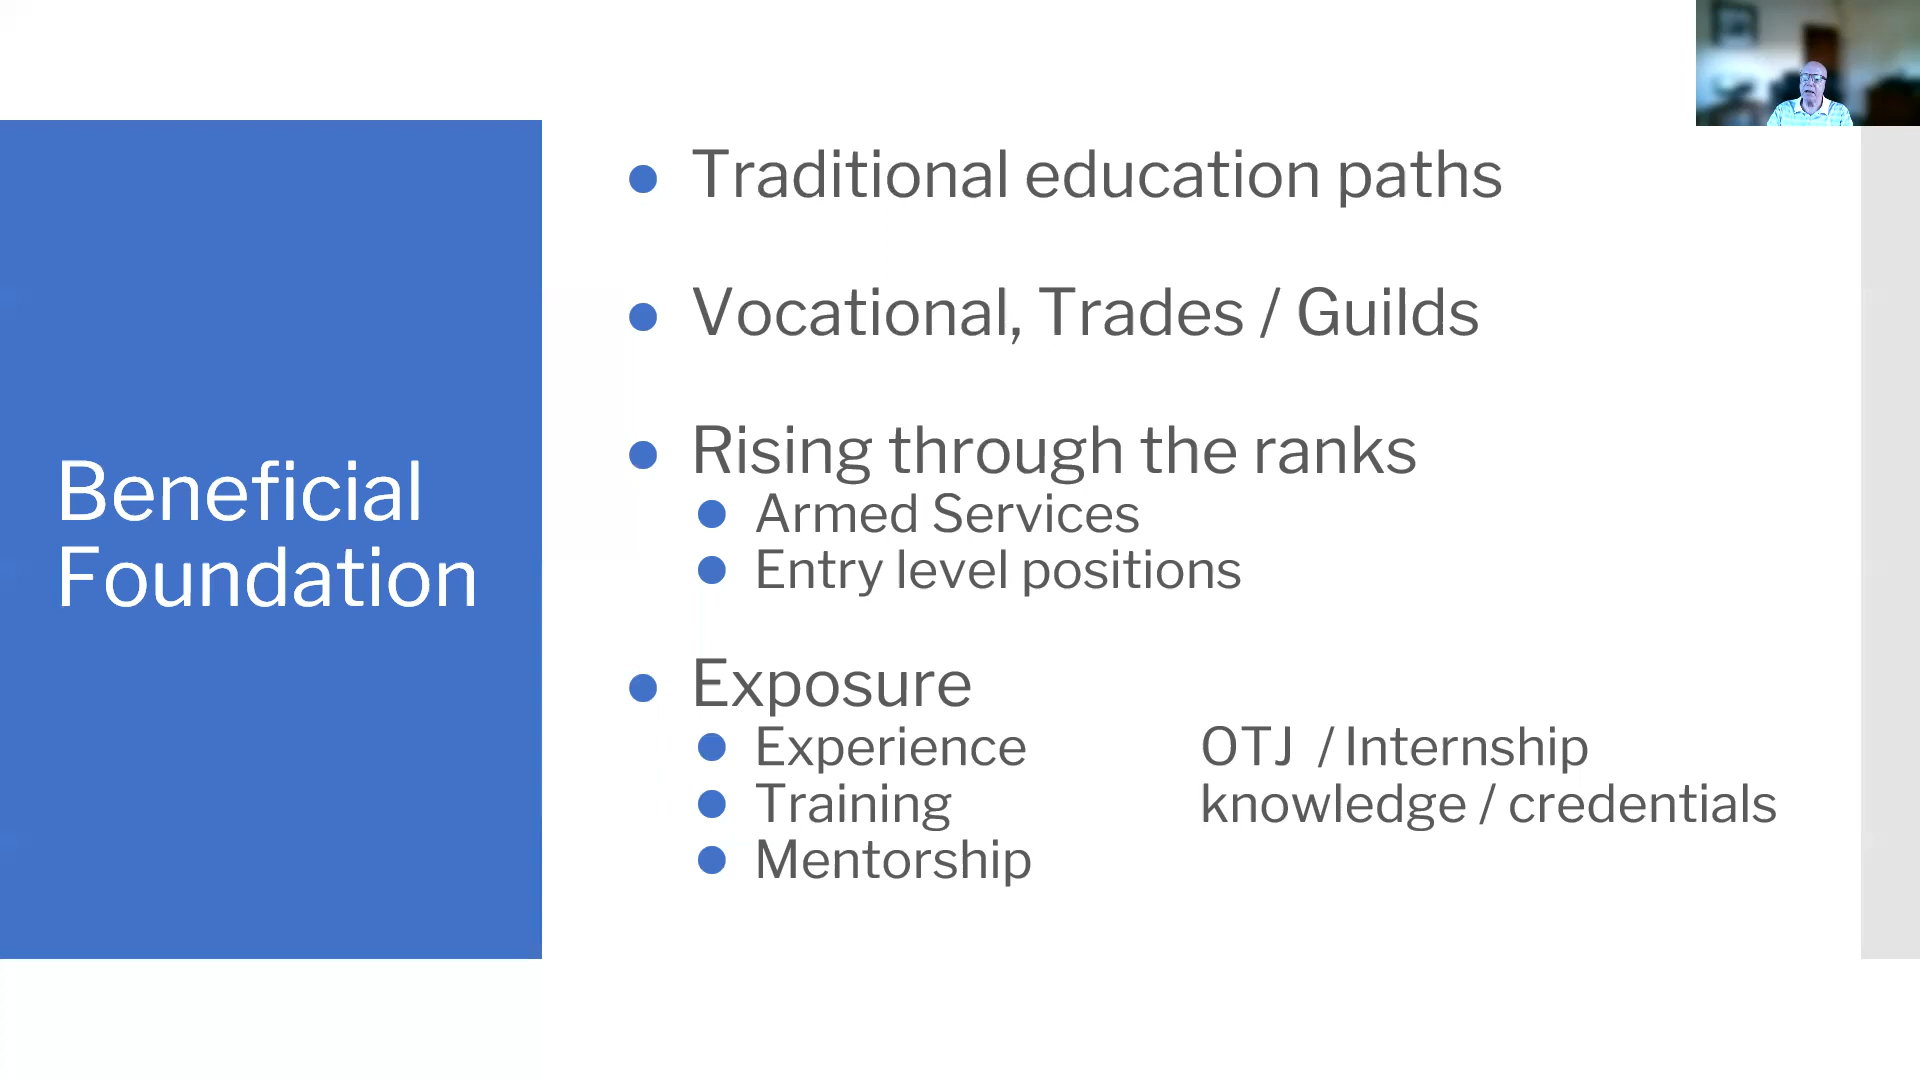 Beneficial
Foundation
Traditional education paths
Vocational, Trades / Guilds
Rising through the ranks
Armed Services
Entry level positions
Exposure
Experience OTJ / Internship
Training knowledge / credentials
Mentorship